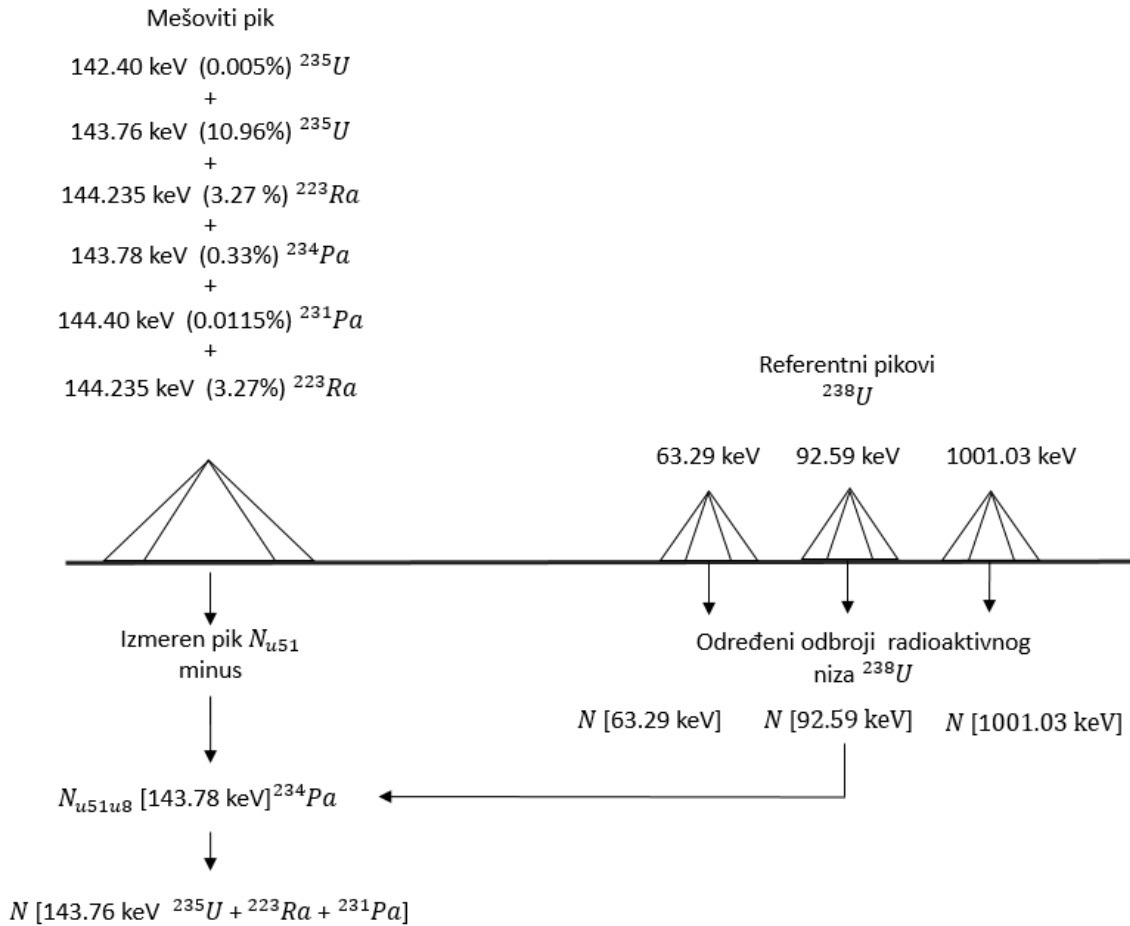 Mešoviti pik
142.40 keV (0.005%) ²³⁵U
+
143.76 keV (10.96%) ²³⁵U
+
144.235 keV (3.27 %) ²²³Ra
+
143.78 keV (0.33%) ²³⁴Pa
+
144.40 keV (0.0115%) ²³¹Pa
+
144.235 keV (3.27%) ²²³Ra
Referentni pikovi
²³⁸U
63.29 keV 92.59 keV 1001.03 keV
Izmeren pik N_{u51}
minus
Određeni odbroji radioaktivnog
niza ²³⁸U
N [63.29 keV] N [92.59 keV] N [1001.03 keV]
N_{u51u8} [143.78 keV]²³⁴Pa
N [143.76 keV ²³⁵U + ²²³Ra + ²³¹Pa]